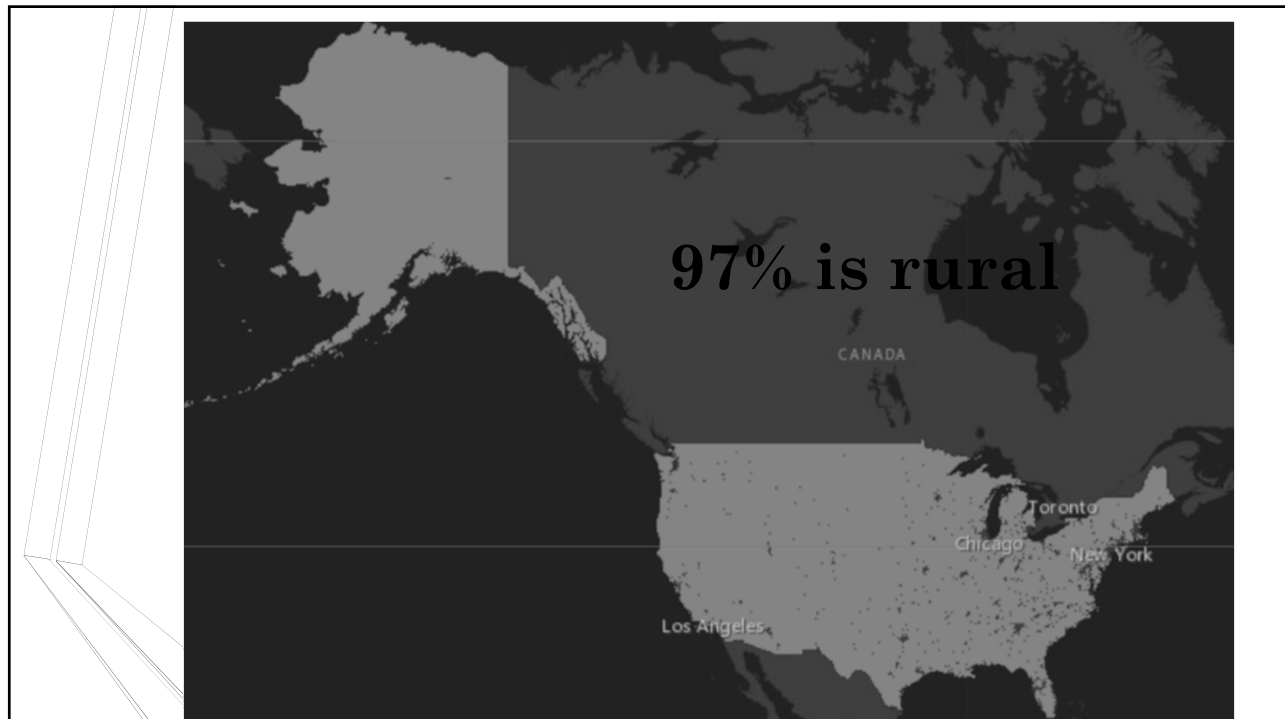 97% is rural
CANADA
Toronto
Chicago
New York
Los Angeles